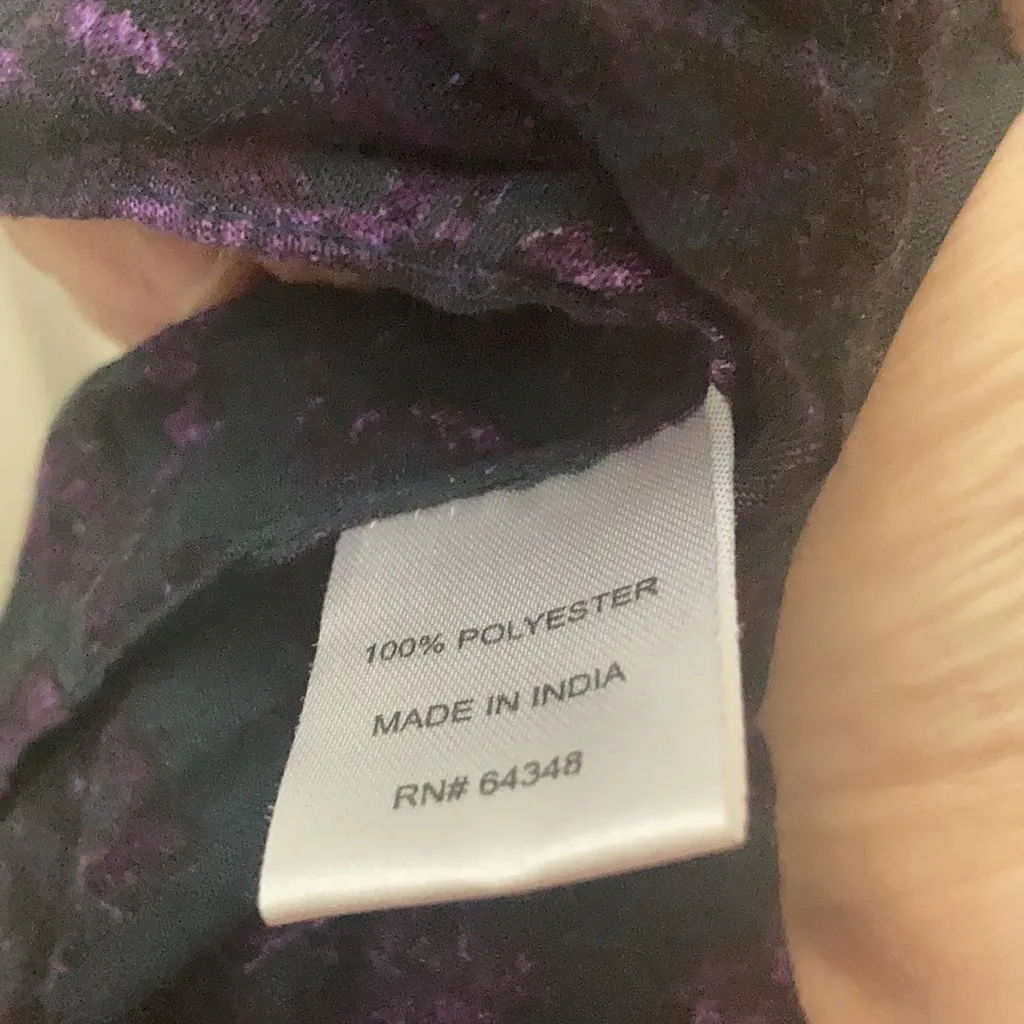 100% POLYESTER
MADE IN INDIA
RN# 64348